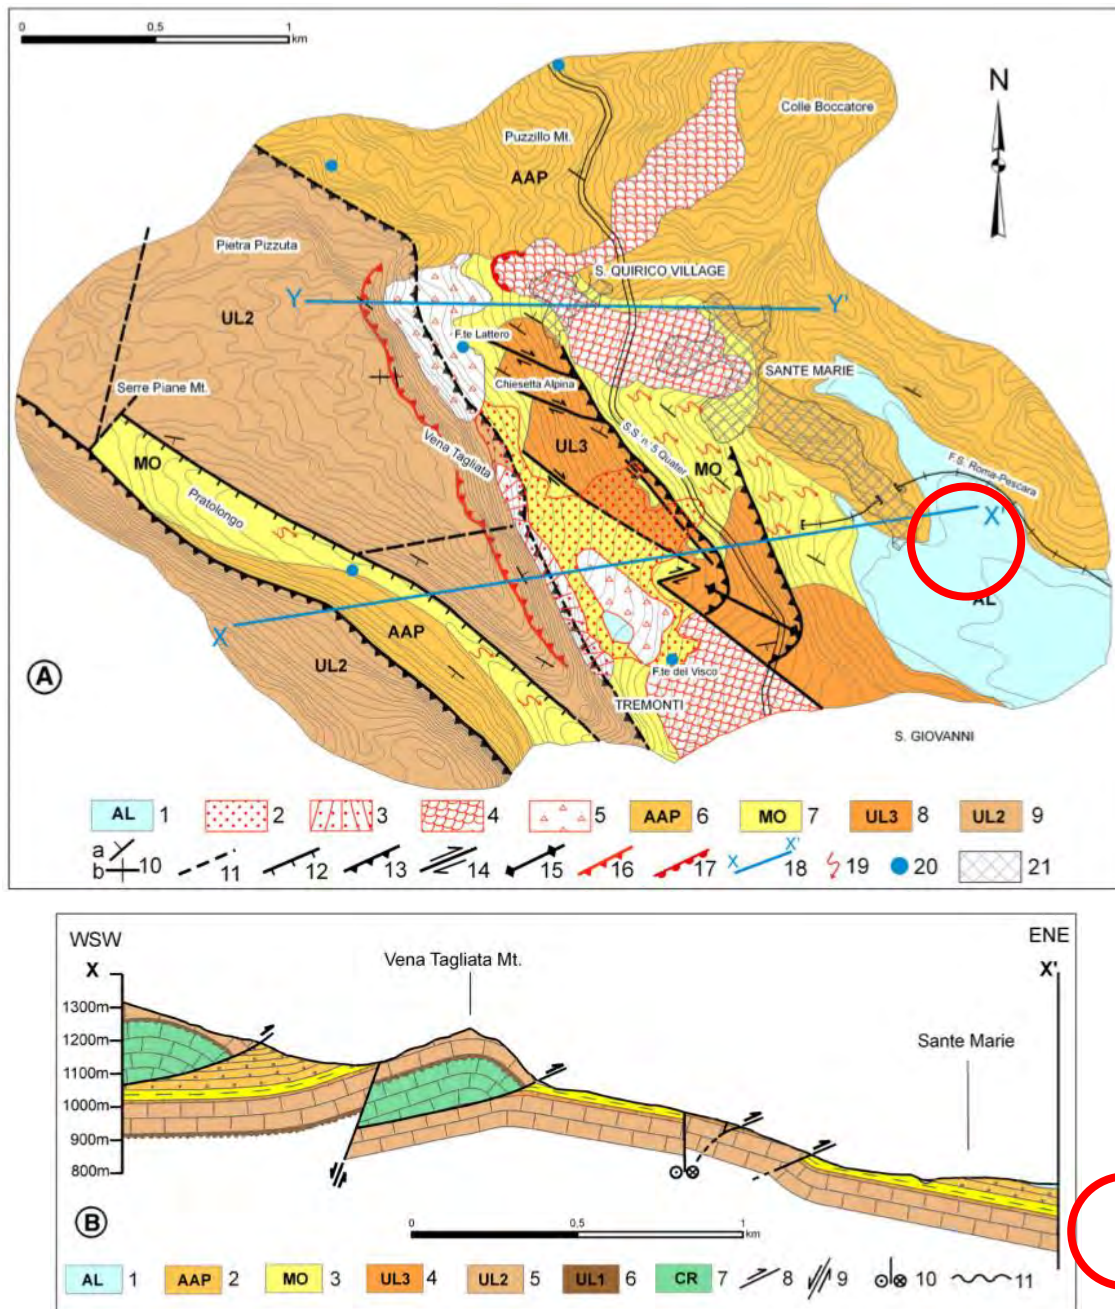 0 0,5 1
km
N
Colle Boccatore
Puzzillo Mt.
AAP
Pietra Pizzuta
S. QUIRICO VILLAGE
UL2
Y Y'
F.te Lattero
Serre Piane Mt.
Chiesetta Alpina
SANTE MARIE
Vena Tagliata
UL3
S.S. n. 5 Quater
MO
F.S. Roma-Pescara
MO
Pratolongo
X'
AL
X
AAP
UL2
A
F.te del Visco
TREMONTI
S. GIOVANNI
AL 1 2 3 4 5 AAP 6 MO 7 UL3 8 UL2 9
a
b 10 11 12 13 14 15 16 17 X X' 18 19 20 21
WSW ENE
X Vena Tagliata Mt. X'
1300m
1200m
Sante Marie
1100m
1000m
900m
800m
B
0 0.5 1
km
AL 1 AAP 2 MO 3 UL3 4 UL2 5 UL1 6 CR 7 8 9 10 11